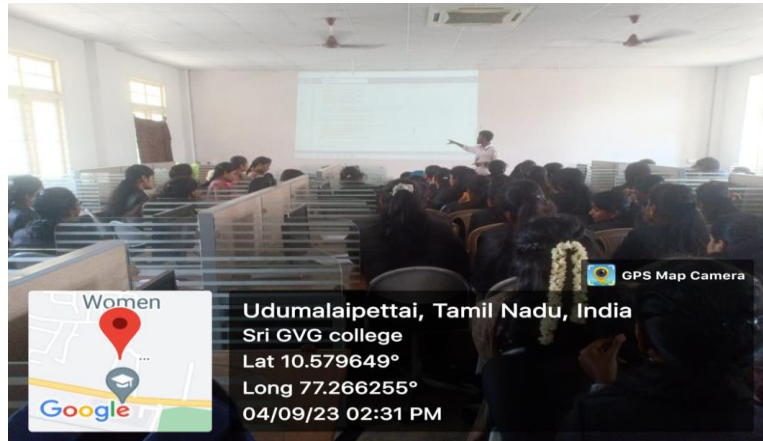 GPS Map Camera
Women
Google
Udumalaipettai, Tamil Nadu, India
Sri GVG college
Lat 10.579649°
Long 77.266255°
04/09/23 02:31 PM